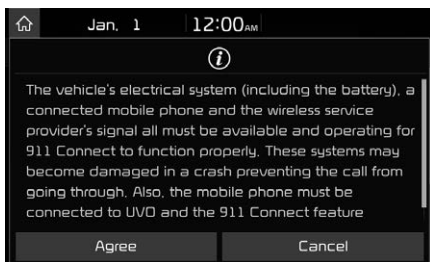 Jan. 1 12:00AM
The vehicle's electrical system (including the battery), a
connected mobile phone and the wireless service
provider's signal all must be available and operating for
911 Connect to function properly. These systems may
become damaged in a crash preventing the call from
going through. Also, the mobile phone must be
connected to UVO and the 911 Connect feature
Agree Cancel